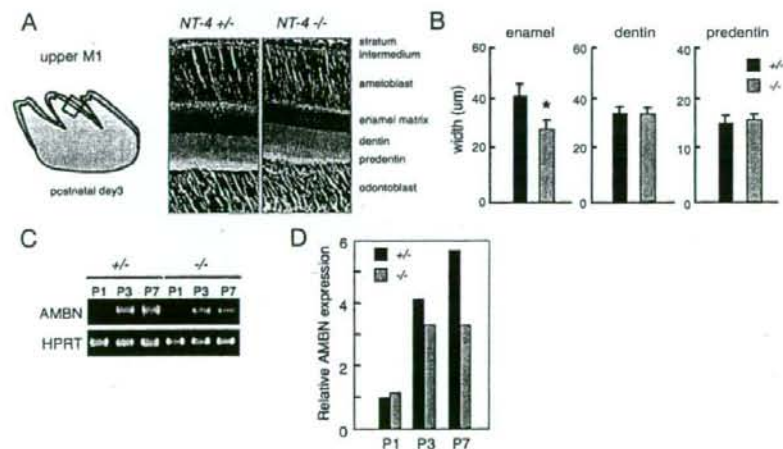 A
upper M1
postnatal day3
NT-4 +/-
NT-4 -/-
stratum
intermedium
ameloblast
enamel matrix
dentin
predentin
odontoblast
B
width (um)
enamel
60
40
20
0
*
dentin
60
40
20
0
predentin
20
20
10
0
+/-
-/-
C
+/-
-/-
P1 P3 P7 P1 P3 P7
AMBN
HPRT
D
Relative AMBN expression
6
4
2
0
+/-
-/-
P1 P3 P7